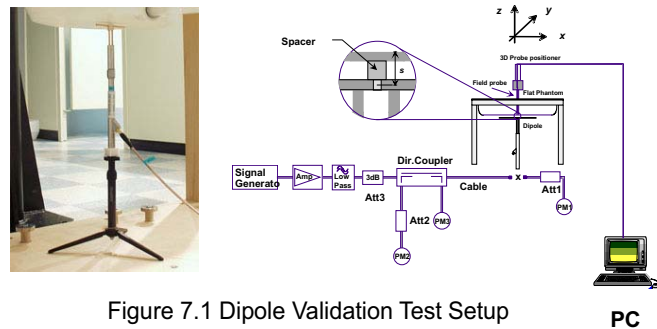 z
y
x
Spacer
s
3D Probe positioner
Field probe
Flat Phantom
Dipole
Signal
Generato
Amp
Low
Pass
3dB
Att3
Dir.Coupler
Cable
x
Att1
PM1
Att2
PM3
PM2
PC
Figure 7.1 Dipole Validation Test Setup